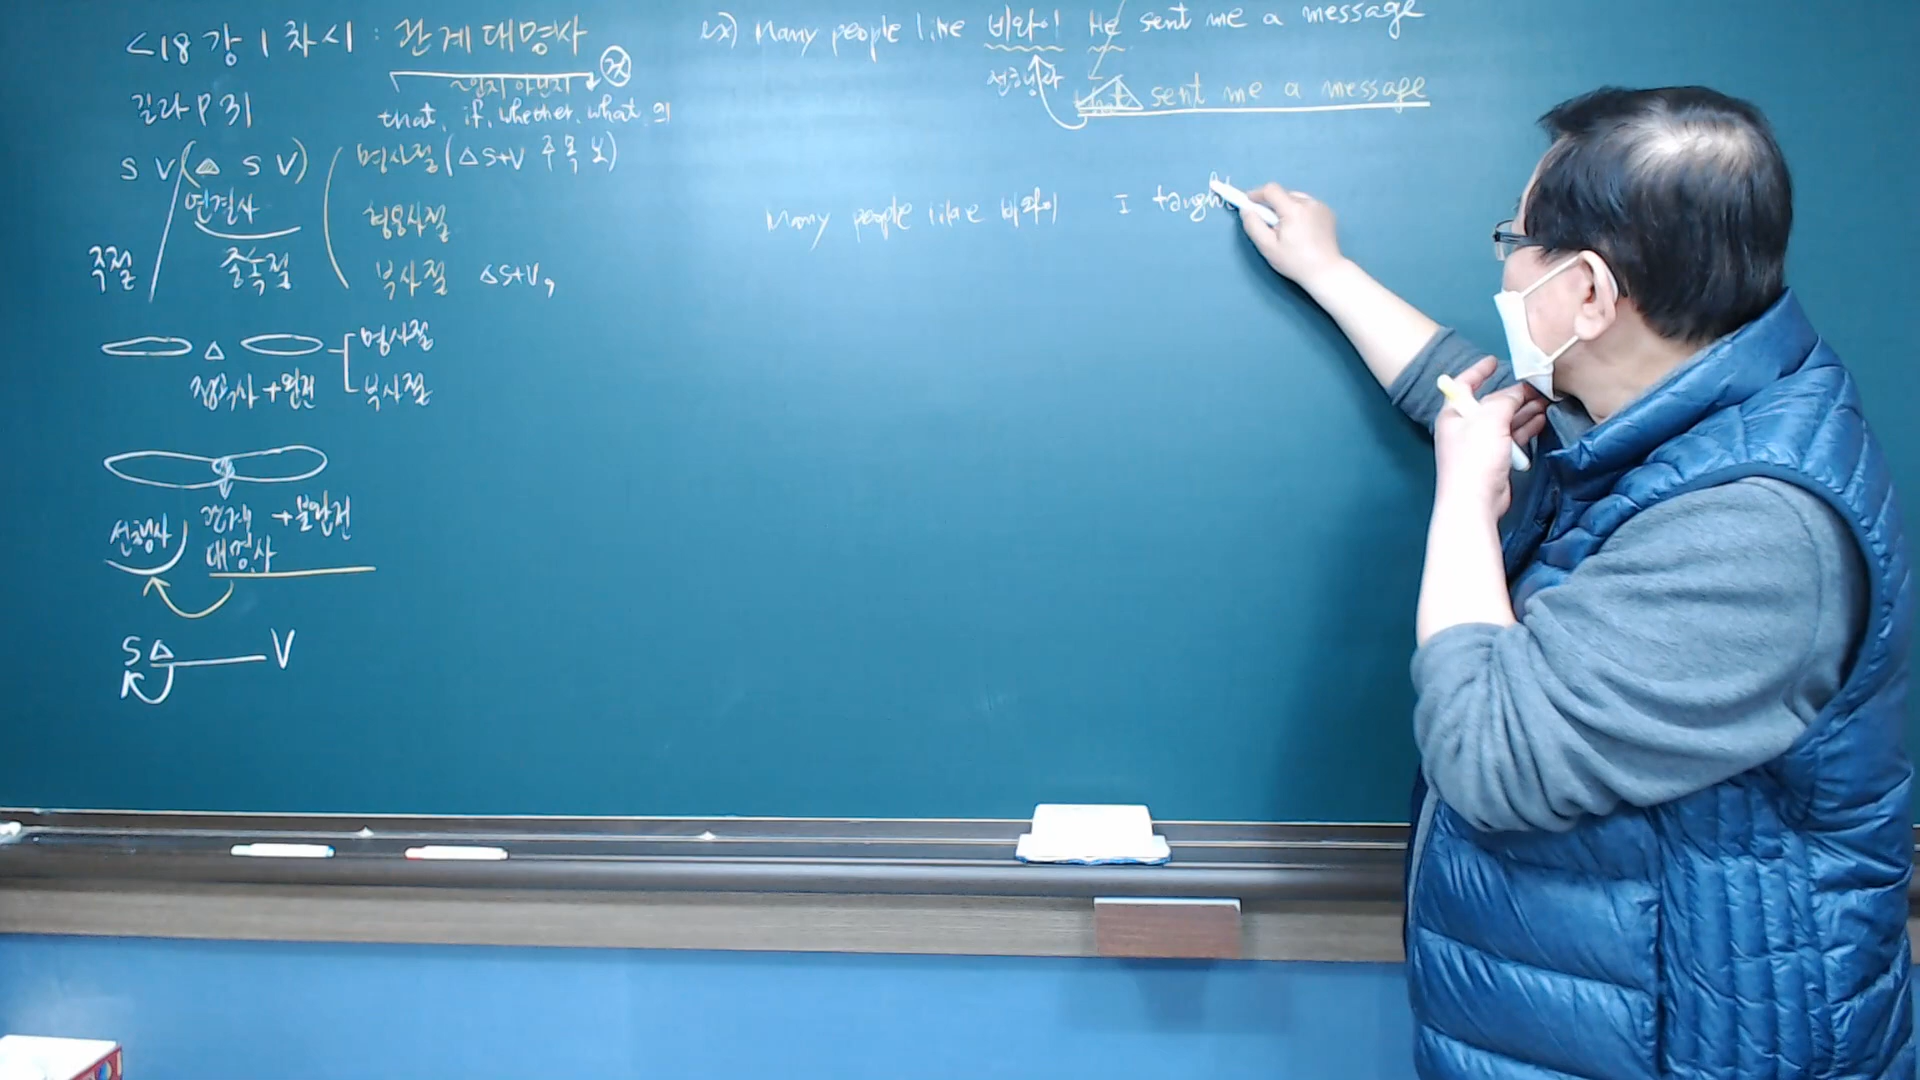 <18강 1차시 : 관계대명사
것
~인지 아닌지
길라 P 31
that, if, whether, what, 의
S V (△ S V)
연결사
주절
종속절
명사절 (△ S+V 주 목 보)
형용사절
부사절 △S+V,
△
접속사 + 완전
명사절
부사절
선행사
관계
대명사
+ 불완전
S △ V
ex) Many people like 비와이 He sent me a message
선행사
sent me a message
Many people like 비와이 I taught